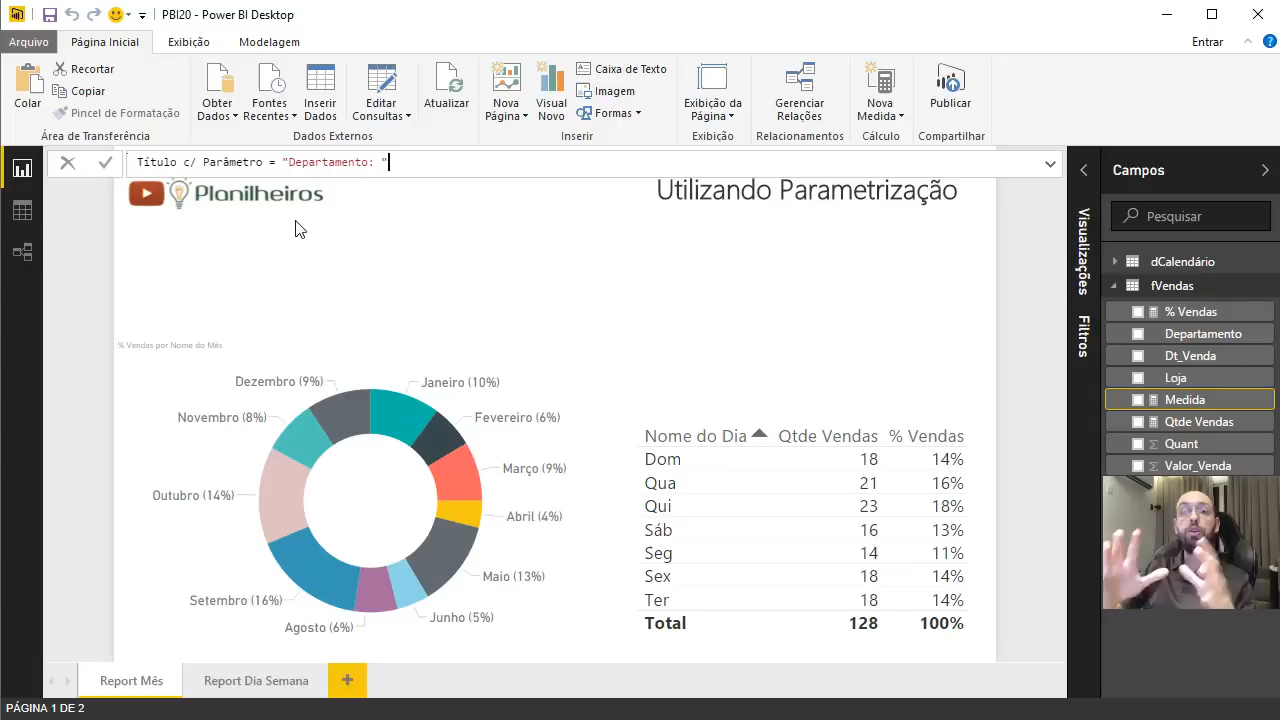 PBI20 - Power BI Desktop
Arquivo
Página Inicial
Exibição
Modelagem
Entrar
Colar
Recortar
Copiar
Pincel de Formatação
Área de Transferência
Obter Dados
Fontes Recentes
Inserir Dados
Editar Consultas
Dados Externos
Atualizar
Nova Página
Visual Novo
Caixa de Texto
Imagem
Formas
Inserir
Exibição da Página
Exibição
Gerenciar Relações
Relacionamentos
Nova Medida
Cálculo
Publicar
Compartilhar
Título c/ Parâmetro = "Departamento: "
Planilheiros
Utilizando Parametrização
% Vendas por Nome do Mês
Dezembro (9%)
Janeiro (10%)
Novembro (8%)
Fevereiro (6%)
Março (9%)
Outubro (14%)
Abril (4%)
Maio (13%)
Setembro (16%)
Junho (5%)
Agosto (6%)
Nome do Dia Qtde Vendas % Vendas
Dom 18 14%
Qua 21 16%
Qui 23 18%
Sáb 16 13%
Seg 14 11%
Sex 18 14%
Ter 18 14%
Total 128 100%
Visualizações
Filtros
Campos
Pesquisar
dCalendário
fVendas
% Vendas
Departamento
Dt_Venda
Loja
Medida
Qtde Vendas
Quant
Valor_Venda
Report Mês
Report Dia Semana
PÁGINA 1 DE 2